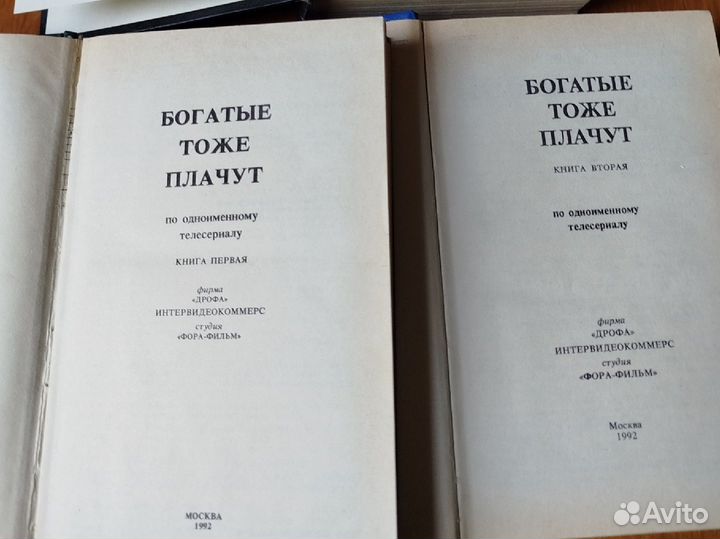 БОГАТЫЕ
ТОЖЕ
ПЛАЧУТ
по одноименному
телесериалу
КНИГА ПЕРВАЯ
фирма
«ДРОФА»
ИНТЕРВИДЕОКОММЕРС
студия
«ФОРА-ФИЛЬМ»
МОСКВА
1992
БОГАТЫЕ
ТОЖЕ
ПЛАЧУТ
КНИГА ВТОРАЯ
по одноименному
телесериалу
фирма
«ДРОФА»
ИНТЕРВИДЕОКОММЕРС
студия
«ФОРА-ФИЛЬМ»
Москва
1992
Avito